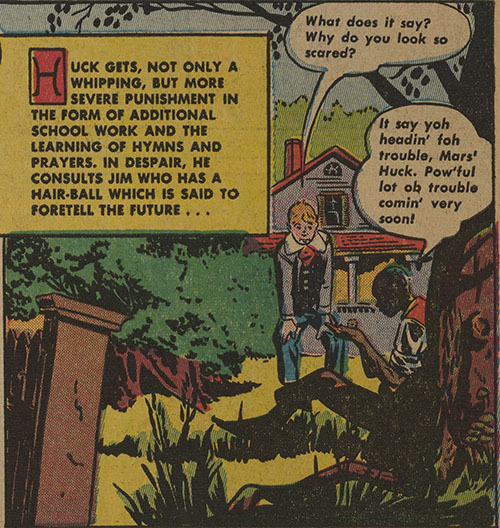 HUCK GETS, NOT ONLY A
WHIPPING, BUT MORE
SEVERE PUNISHMENT IN
THE FORM OF ADDITIONAL
SCHOOL WORK AND THE
LEARNING OF HYMNS AND
PRAYERS. IN DESPAIR, HE
CONSULTS JIM WHO HAS A
HAIR-BALL WHICH IS SAID TO
FORETELL THE FUTURE . . .
What does it say?
Why do you look so
scared?
It say yoh
headin' foh
trouble, Mars'
Huck. Pow'ful
lot ob trouble
comin' very
soon!